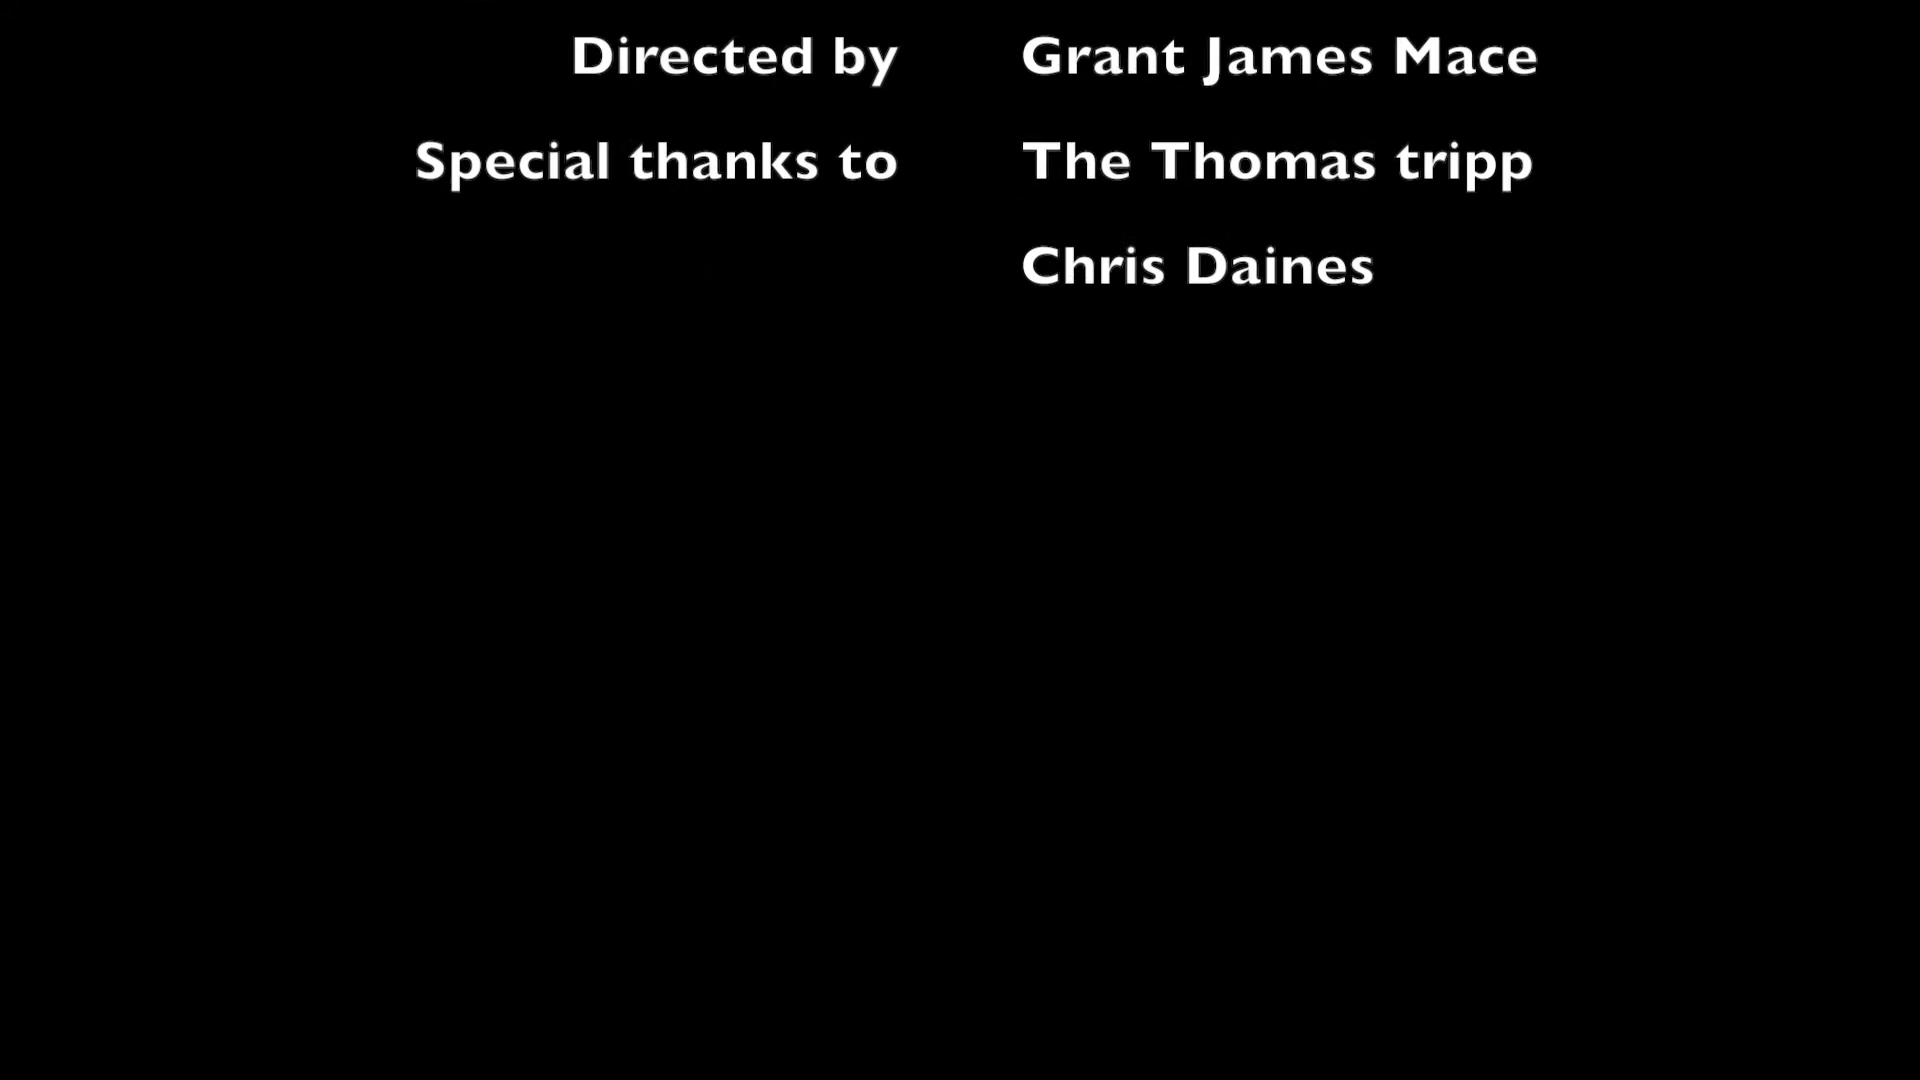 Directed by Grant James Mace
Special thanks to The Thomas tripp
Chris Daines